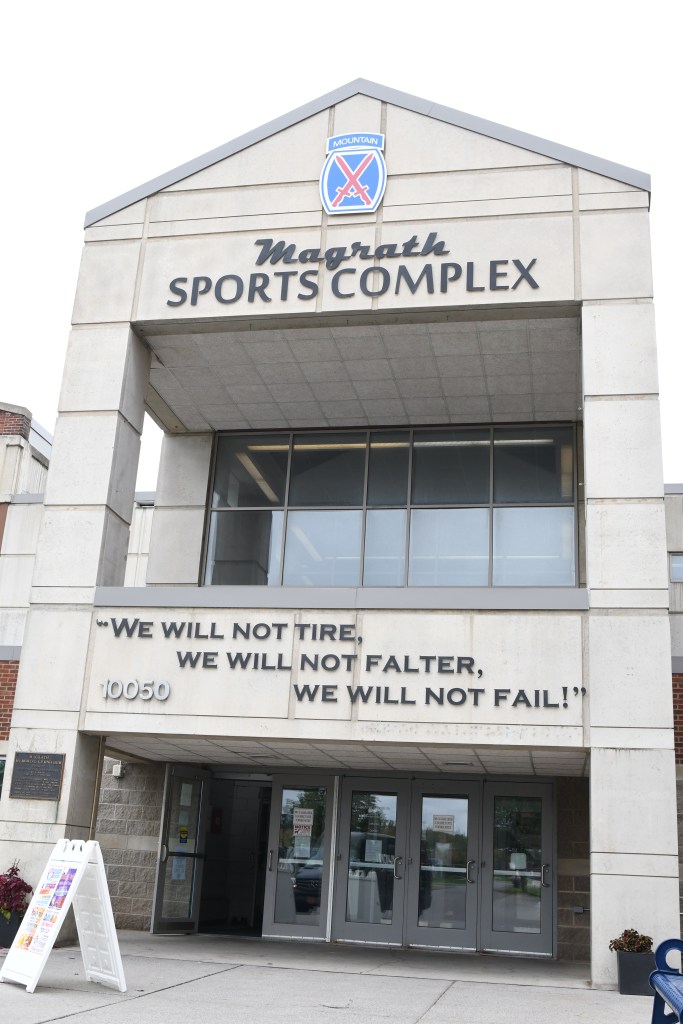 MOUNTAIN
Magrath
SPORTS COMPLEX
“WE WILL NOT TIRE,
WE WILL NOT FALTER,
WE WILL NOT FAIL!”
10050